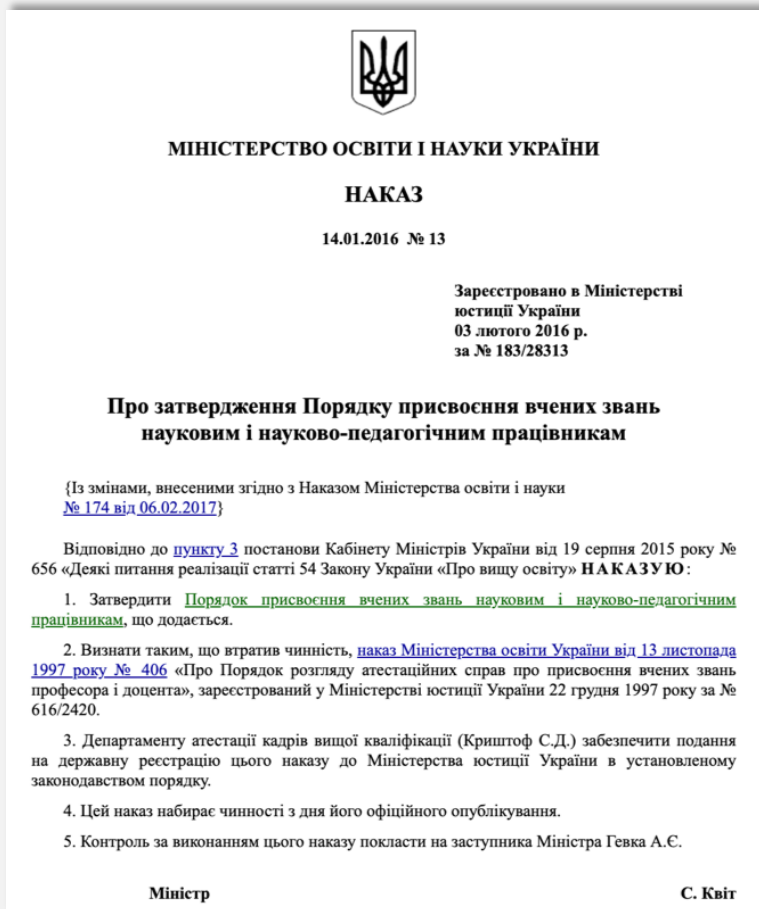 МІНІСТЕРСТВО ОСВІТИ І НАУКИ УКРАЇНИ
НАКАЗ
14.01.2016 № 13
Зареєстровано в Міністерстві
юстиції України
03 лютого 2016 р.
за № 183/28313
Про затвердження Порядку присвоєння вчених звань
науковим і науково-педагогічним працівникам
{Із змінами, внесеними згідно з Наказом Міністерства освіти і науки
№ 174 від 06.02.2017}
Відповідно до пункту 3 постанови Кабінету Міністрів України від 19 серпня 2015 року №
656 «Деякі питання реалізації статті 54 Закону України «Про вищу освіту» НАКАЗУЮ:
1. Затвердити Порядок присвоєння вчених звань науковим і науково-педагогічним
працівникам, що додається.
2. Визнати таким, що втратив чинність, наказ Міністерства освіти України від 13 листопада
1997 року № 406 «Про Порядок розгляду атестаційних справ про присвоєння вчених звань
професора і доцента», зареєстрований у Міністерстві юстиції України 22 грудня 1997 року за №
616/2420.
3. Департаменту атестації кадрів вищої кваліфікації (Криштоф С.Д.) забезпечити подання
на державну реєстрацію цього наказу до Міністерства юстиції України в установленому
законодавством порядку.
4. Цей наказ набирає чинності з дня його офіційного опублікування.
5. Контроль за виконанням цього наказу покласти на заступника Міністра Гевка А.Є.
Міністр С. Квіт